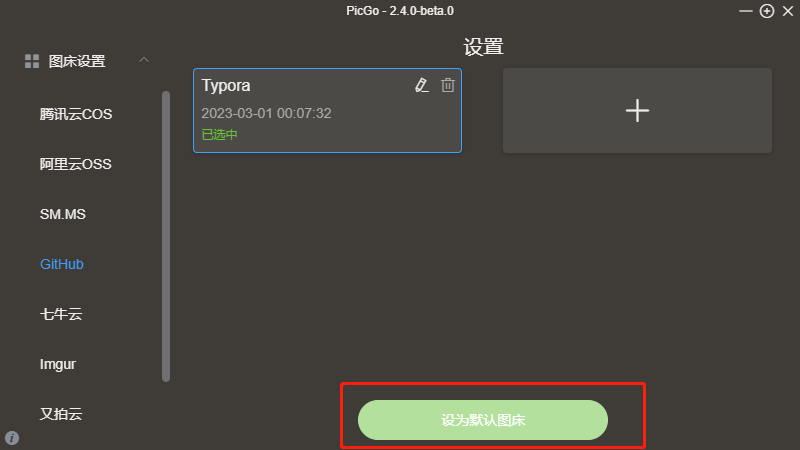 PicGo - 2.4.0-beta.0
图床设置
腾讯云COS
阿里云OSS
SM.MS
GitHub
七牛云
Imgur
又拍云
设置
Typora
2023-03-01 00:07:32
已选中
设为默认图床